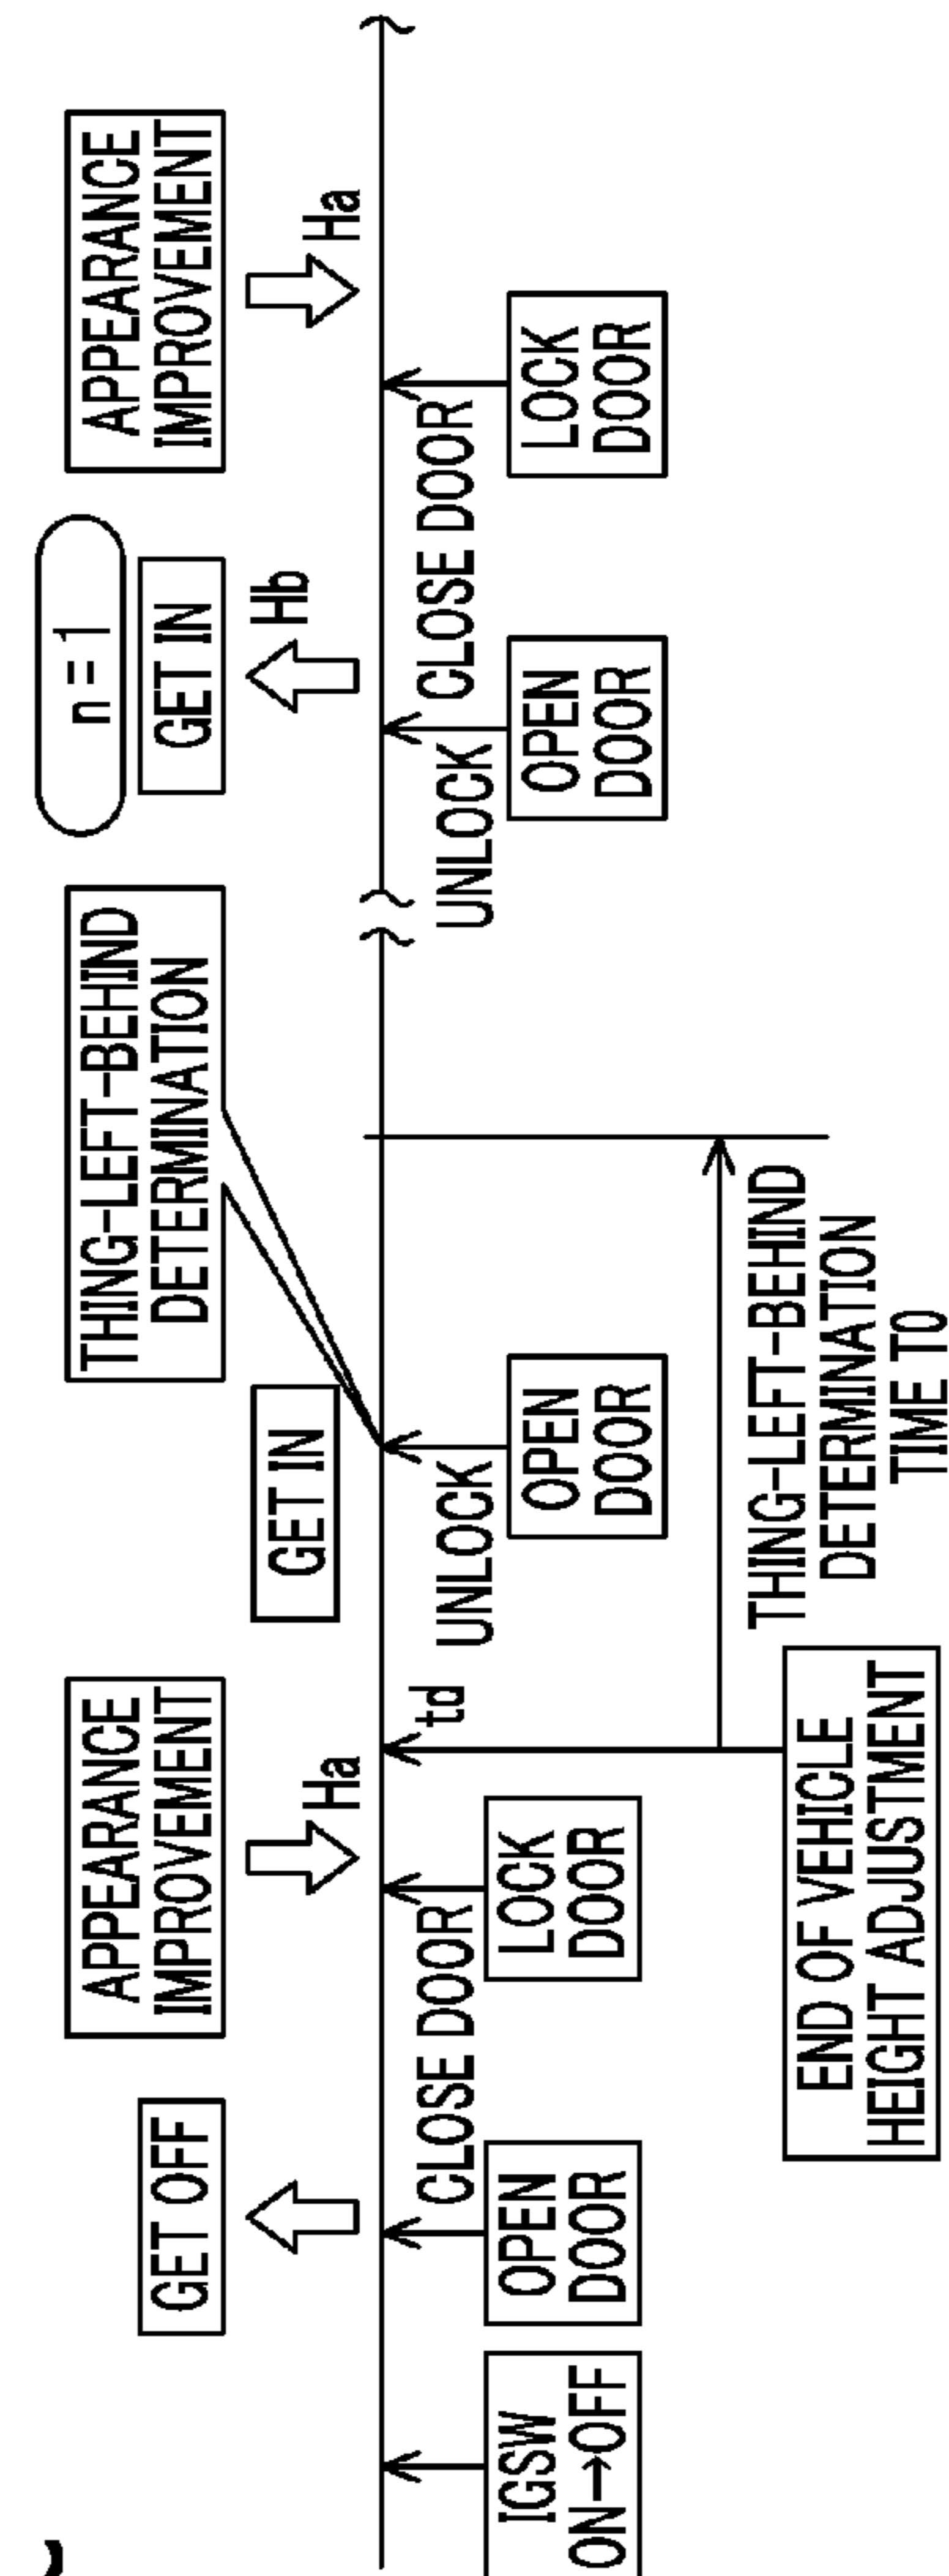 GET OFF
APPEARANCE
IMPROVEMENT
GET IN
THING-LEFT-BEHIND
DETERMINATION
n = 1
GET IN
APPEARANCE
IMPROVEMENT
Ha
Hb
Ha
CLOSE DOOR
td
UNLOCK
UNLOCK
CLOSE DOOR
IGSW
ON→OFF
OPEN
DOOR
LOCK
DOOR
OPEN
DOOR
OPEN
DOOR
LOCK
DOOR
THING-LEFT-BEHIND
DETERMINATION
TIME T0
END OF VEHICLE
HEIGHT ADJUSTMENT